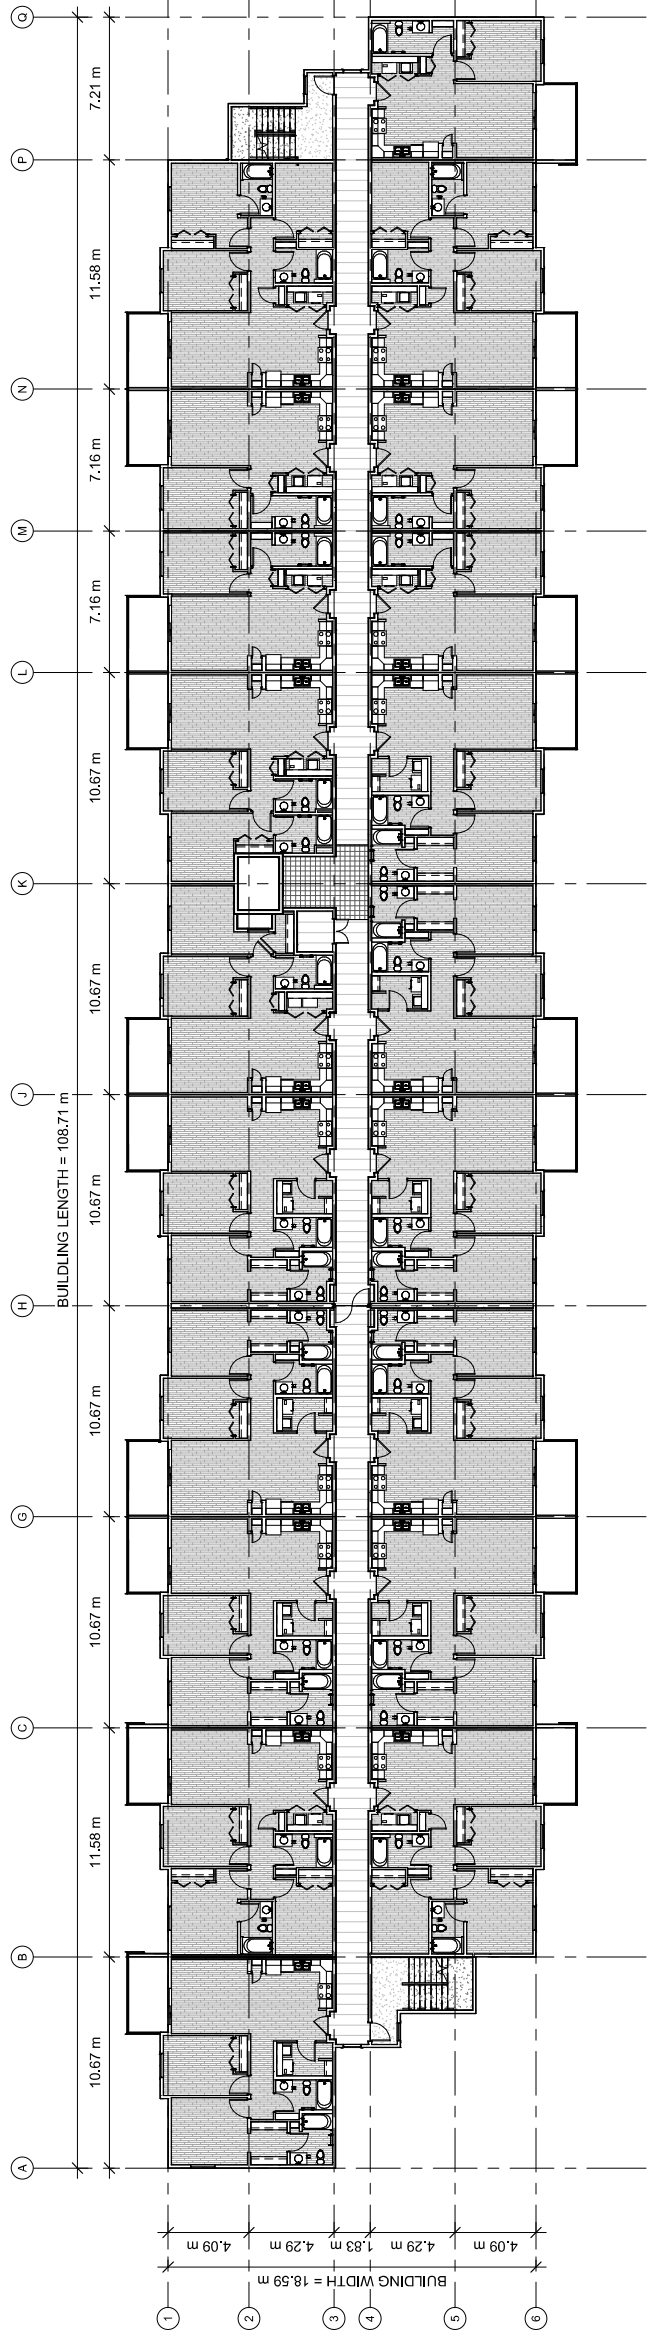 Q
7.21 m
P
11.58 m
N
7.16 m
M
7.16 m
L
10.67 m
K
10.67 m
J
BUILDLING LENGTH = 108.71 m
10.67 m
H
10.67 m
G
10.67 m
C
11.58 m
B
10.67 m
A
4.09 m
4.29 m
1.83 m
4.29 m
4.09 m
BUILDING WIDTH = 18.59 m
1
2
3
4
5
6